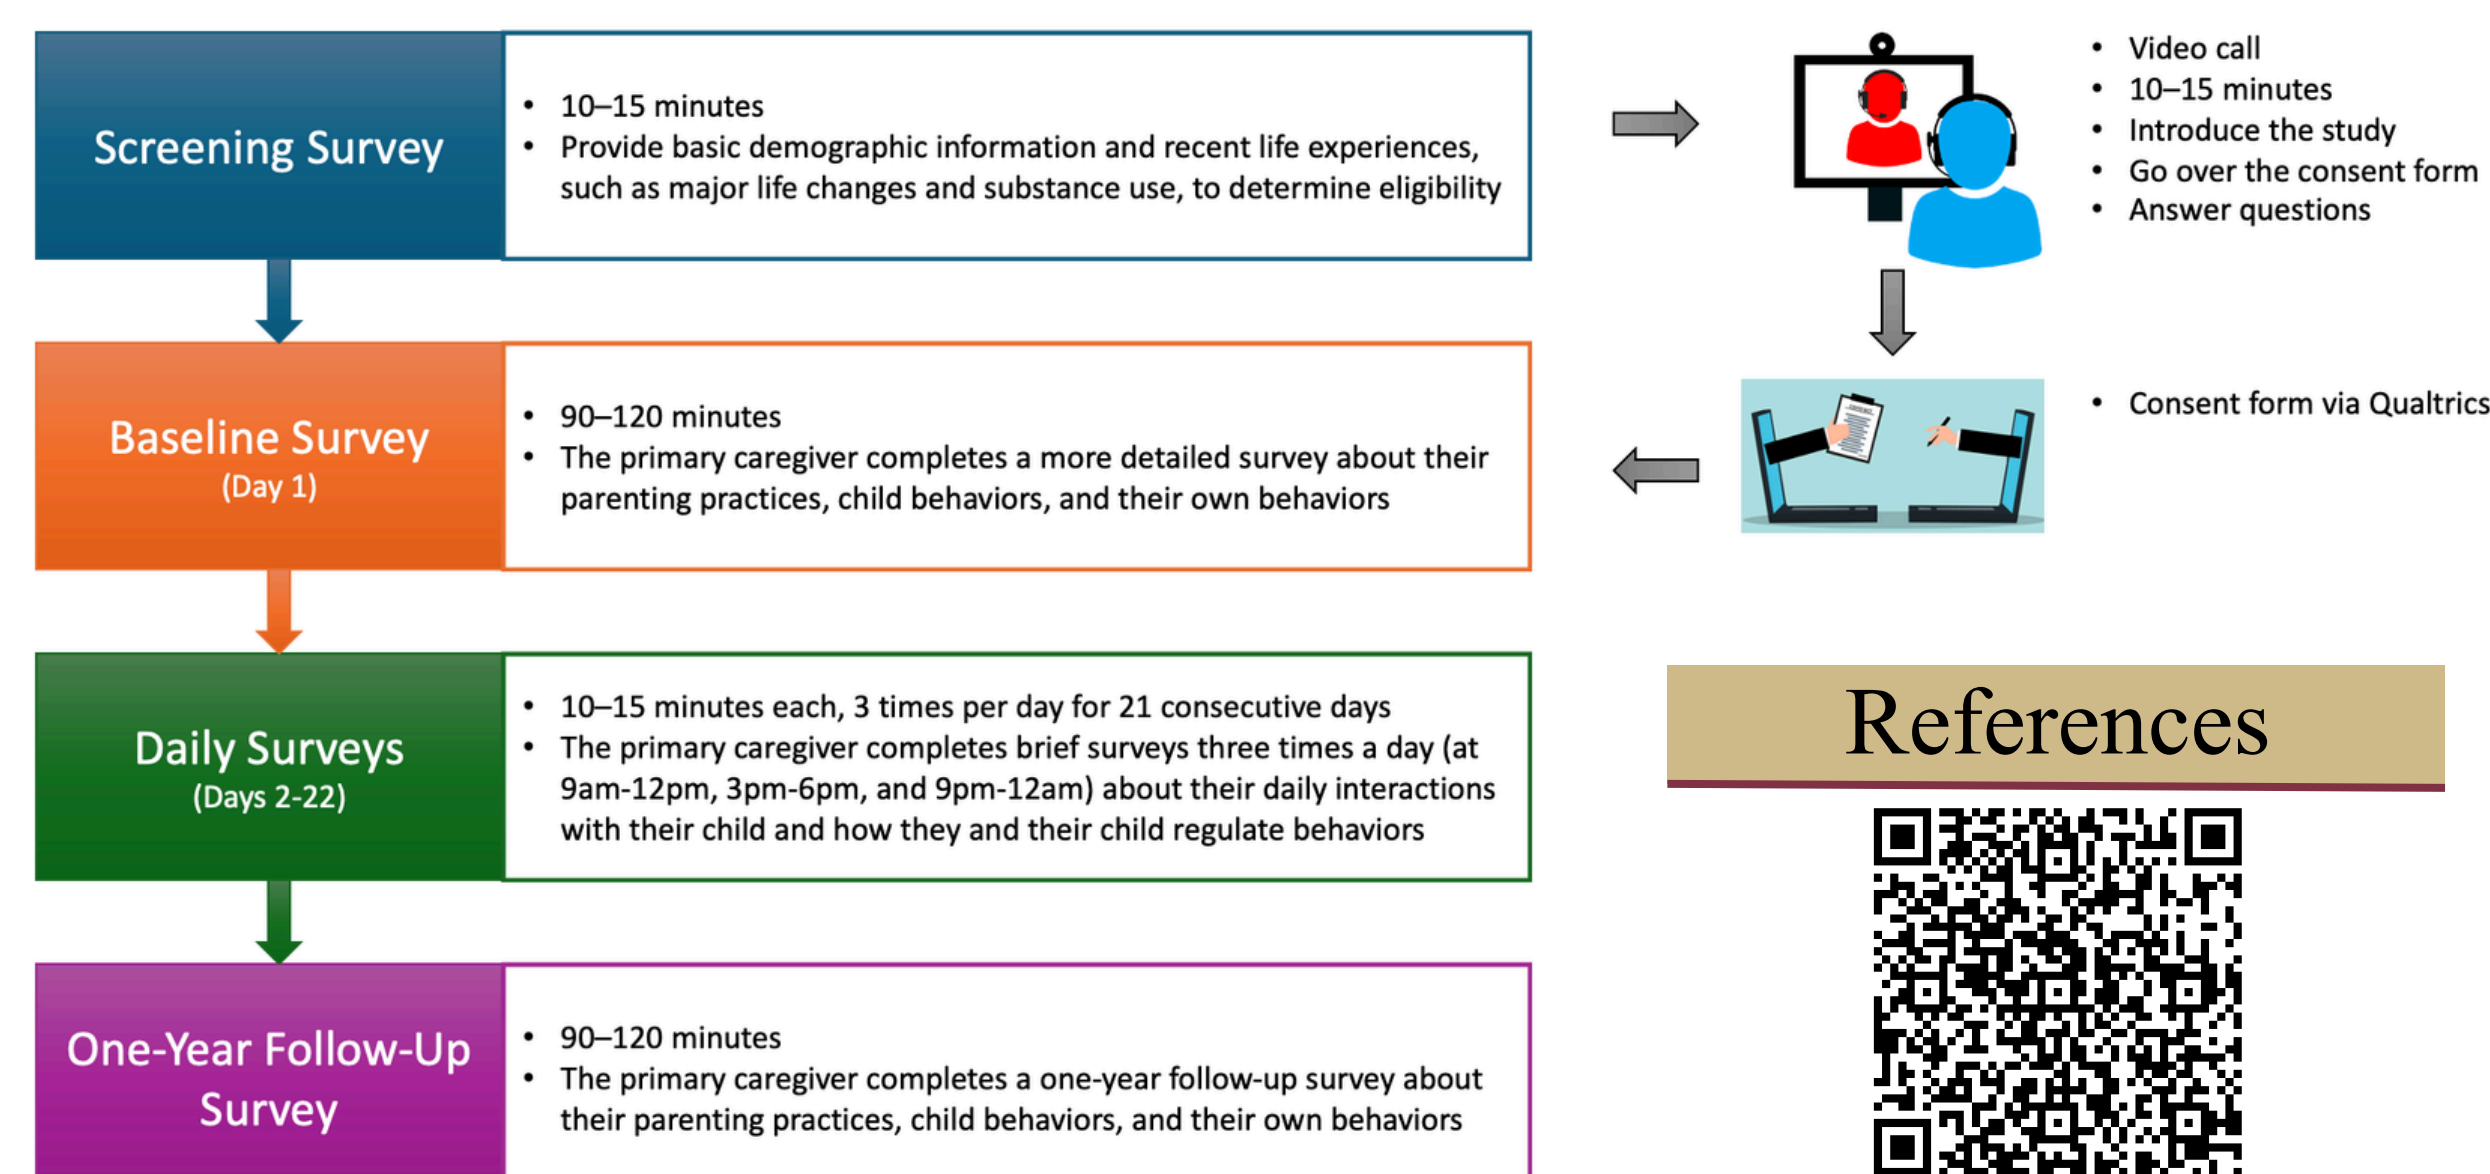 Screening Survey
• 10–15 minutes
• Provide basic demographic information and recent life experiences,
such as major life changes and substance use, to determine eligibility
• Video call
• 10–15 minutes
• Introduce the study
• Go over the consent form
• Answer questions
Baseline Survey
(Day 1)
• 90–120 minutes
• The primary caregiver completes a more detailed survey about their
parenting practices, child behaviors, and their own behaviors
• Consent form via Qualtrics
Daily Surveys
(Days 2-22)
• 10–15 minutes each, 3 times per day for 21 consecutive days
• The primary caregiver completes brief surveys three times a day (at
9am-12pm, 3pm-6pm, and 9pm-12am) about their daily interactions
with their child and how they and their child regulate behaviors
References
One-Year Follow-Up
Survey
• 90–120 minutes
• The primary caregiver completes a one-year follow-up survey about
their parenting practices, child behaviors, and their own behaviors